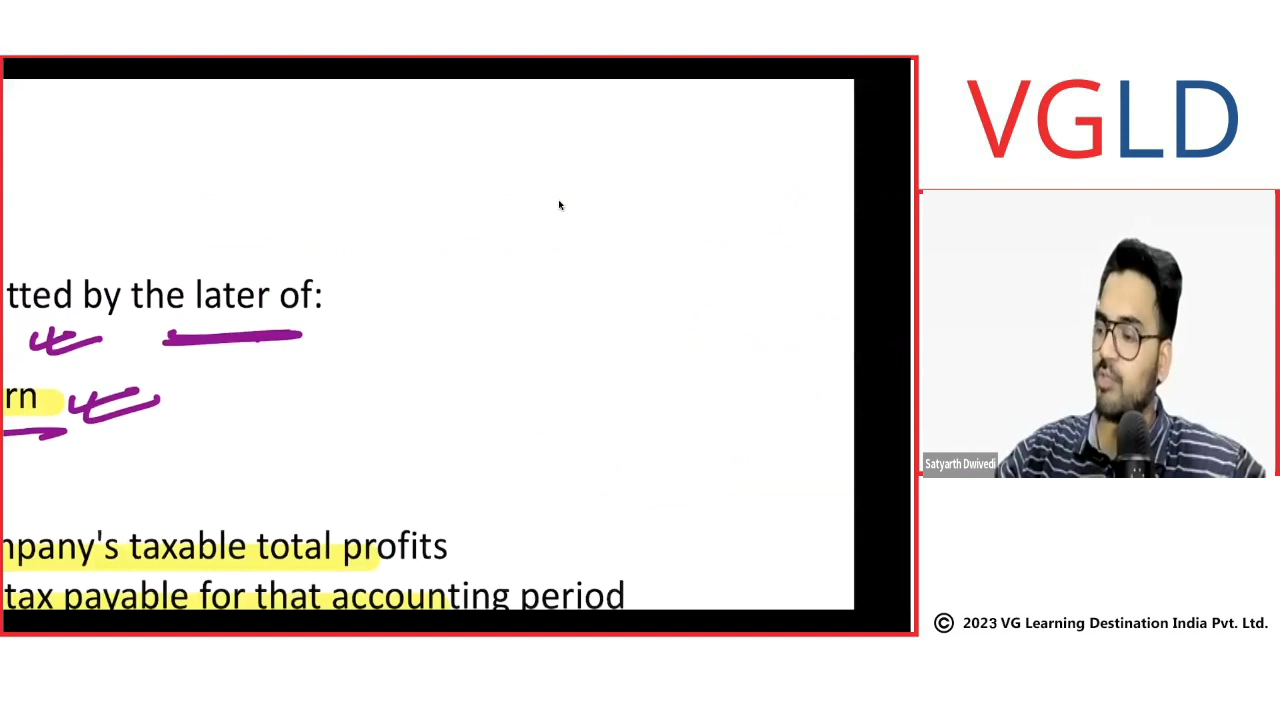 VGLD
tted by the later of:
rn
mpany's taxable total profits
tax payable for that accounting period
Satyarth Dwivedi
© 2023 VG Learning Destination India Pvt. Ltd.